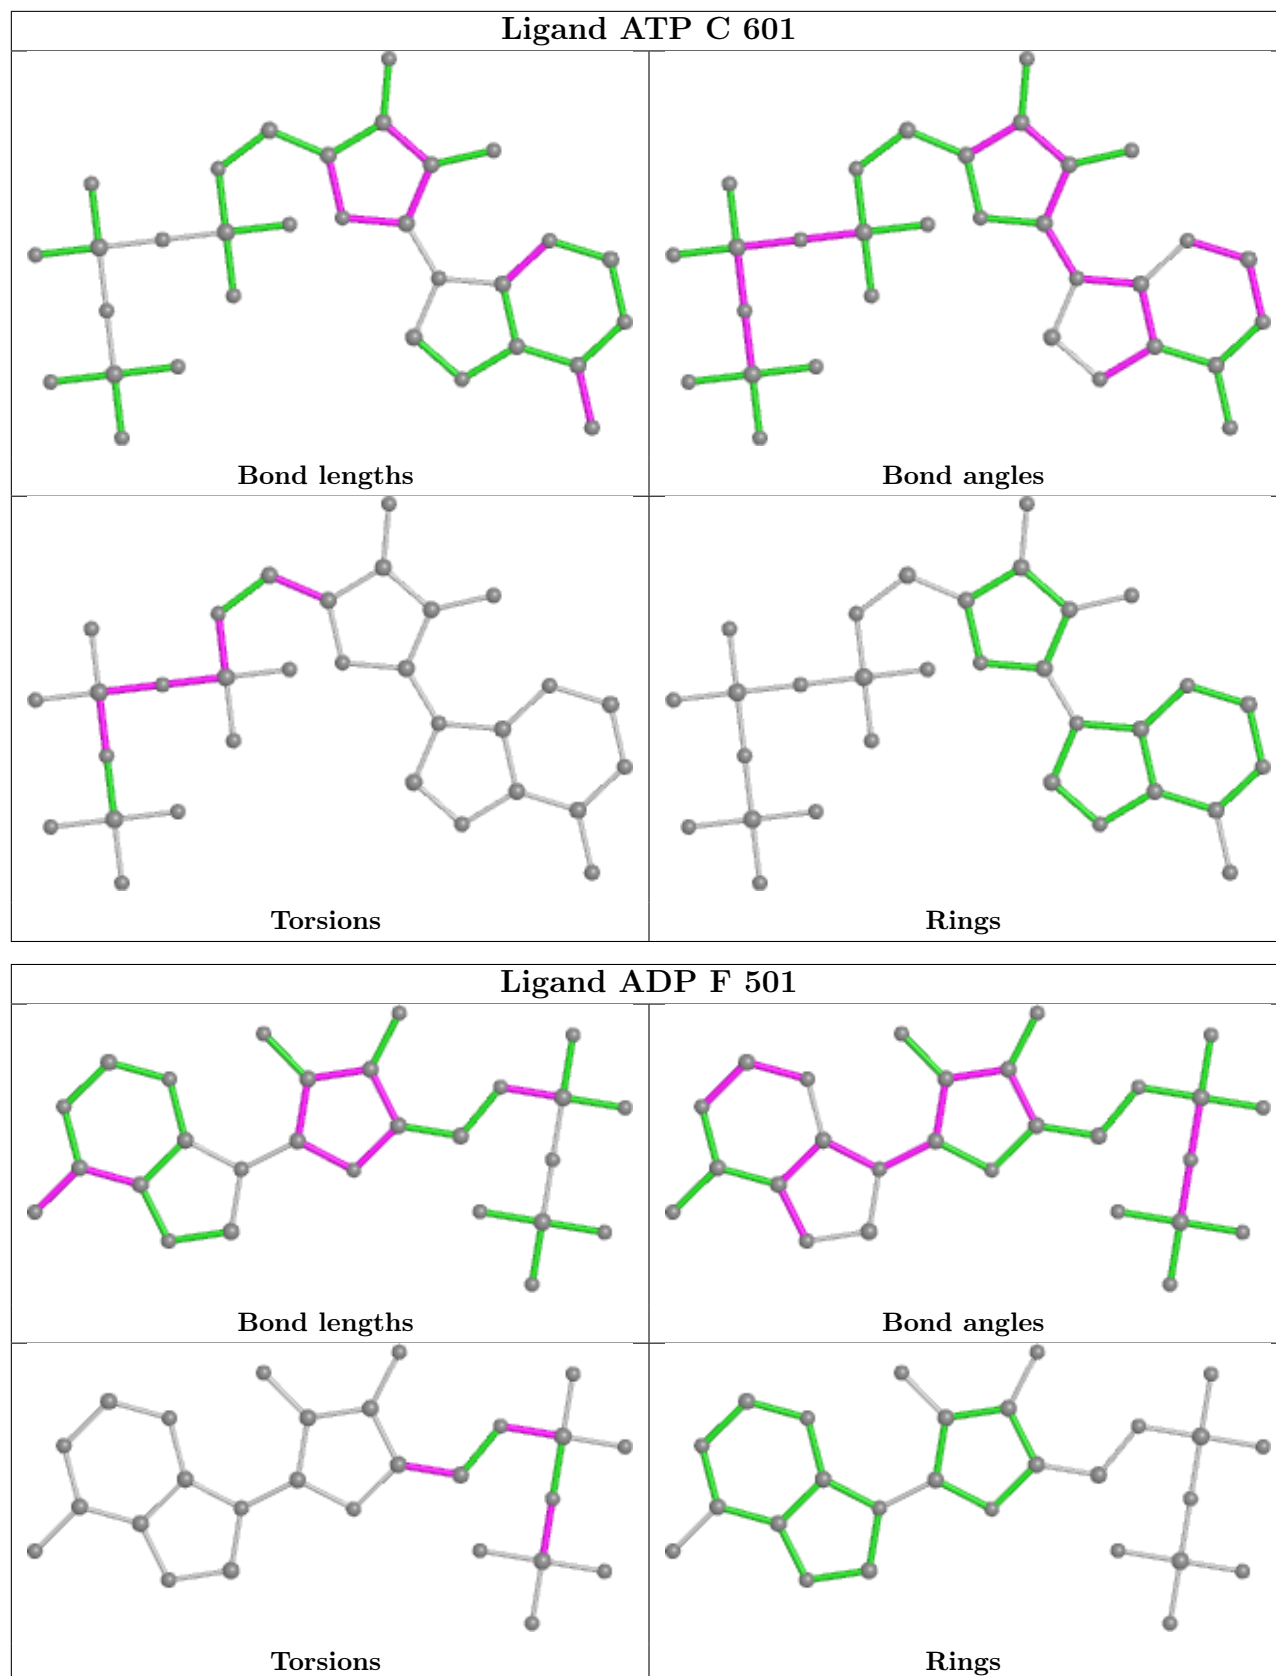 Ligand ATP C 601
Bond lengths
Bond angles
Torsions
Rings
Ligand ADP F 501
Bond lengths
Bond angles
Torsions
Rings